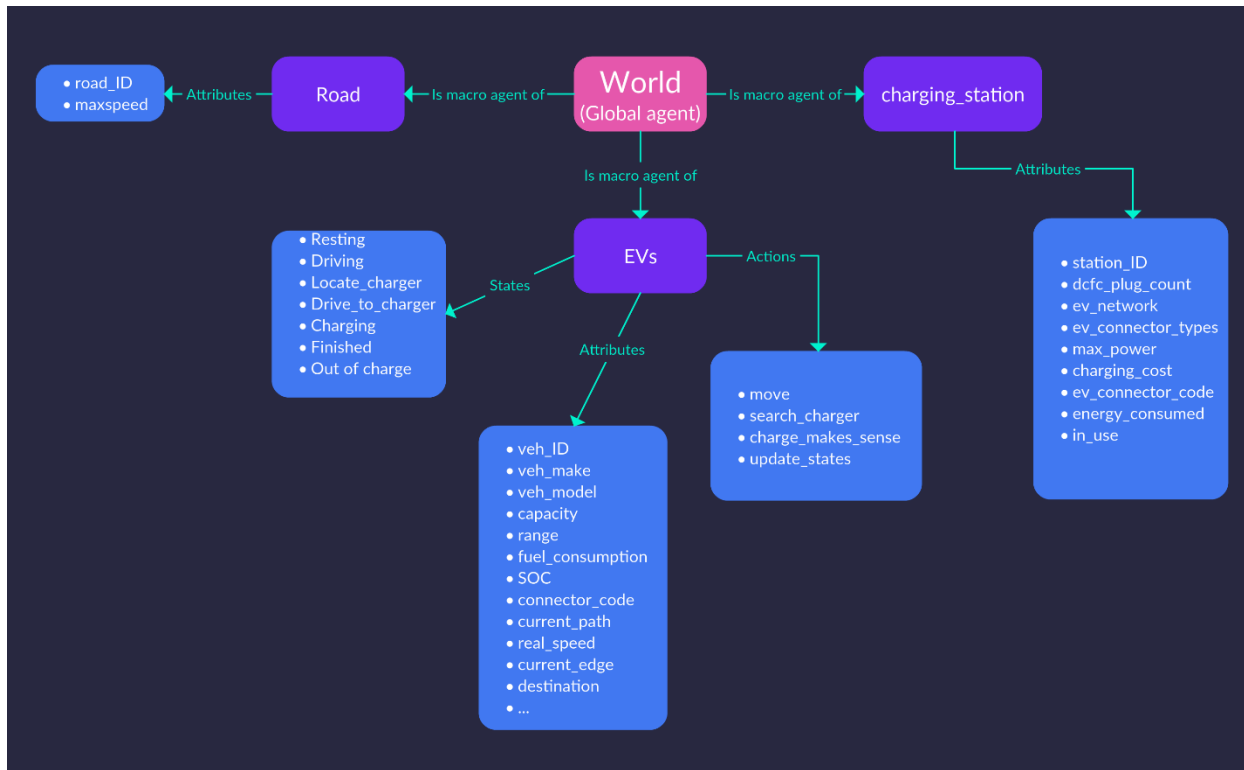 World
(Global agent)
Is macro agent of
Road
Attributes
• road_ID
• maxspeed
Is macro agent of
charging_station
Attributes
• station_ID
• dcfc_plug_count
• ev_network
• ev_connector_types
• max_power
• charging_cost
• ev_connector_code
• energy_consumed
• in_use
Is macro agent of
EVs
States
• Resting
• Driving
• Locate_charger
• Drive_to_charger
• Charging
• Finished
• Out of charge
Attributes
• veh_ID
• veh_make
• veh_model
• capacity
• range
• fuel_consumption
• SOC
• connector_code
• current_path
• real_speed
• current_edge
• destination
• ...
Actions
• move
• search_charger
• charge_makes_sense
• update_states